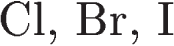 Cl, Br, I